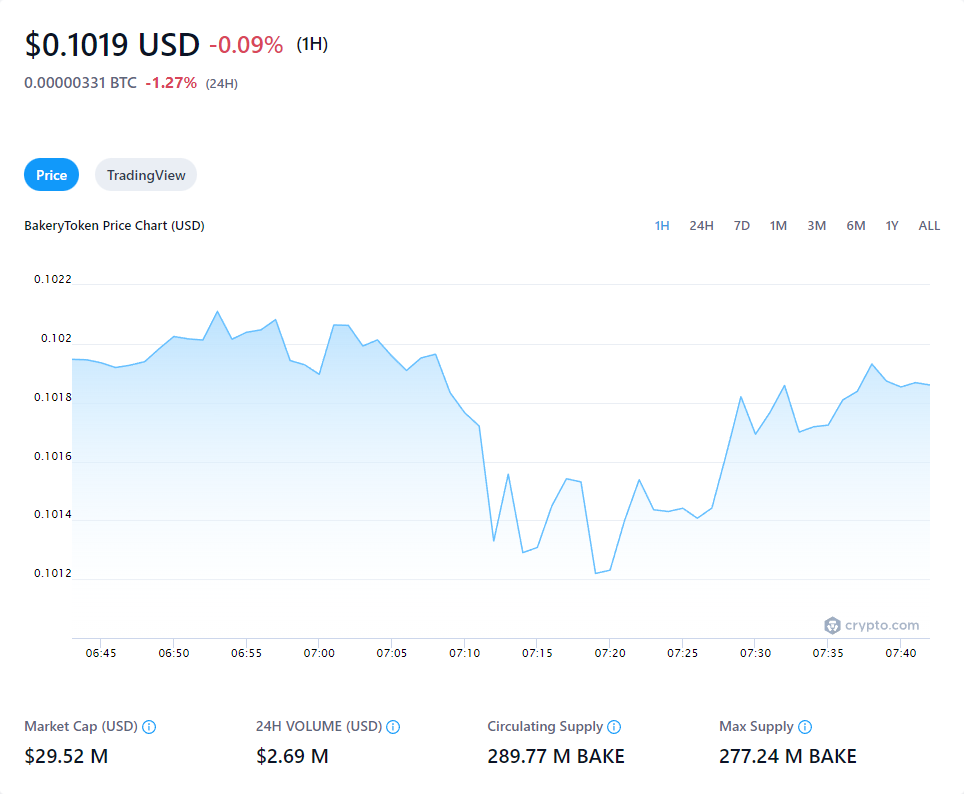 $0.1019 USD -0.09% (1H)
0.00000331 BTC -1.27% (24H)
Price TradingView
BakeryToken Price Chart (USD) 1H 24H 7D 1M 3M 6M 1Y ALL
0.1022
0.102
0.1018
0.1016
0.1014
0.1012
crypto.com
06:45 06:50 06:55 07:00 07:05 07:10 07:15 07:20 07:25 07:30 07:35 07:40
Market Cap (USD) 24H VOLUME (USD) Circulating Supply Max Supply
$29.52 M $2.69 M 289.77 M BAKE 277.24 M BAKE